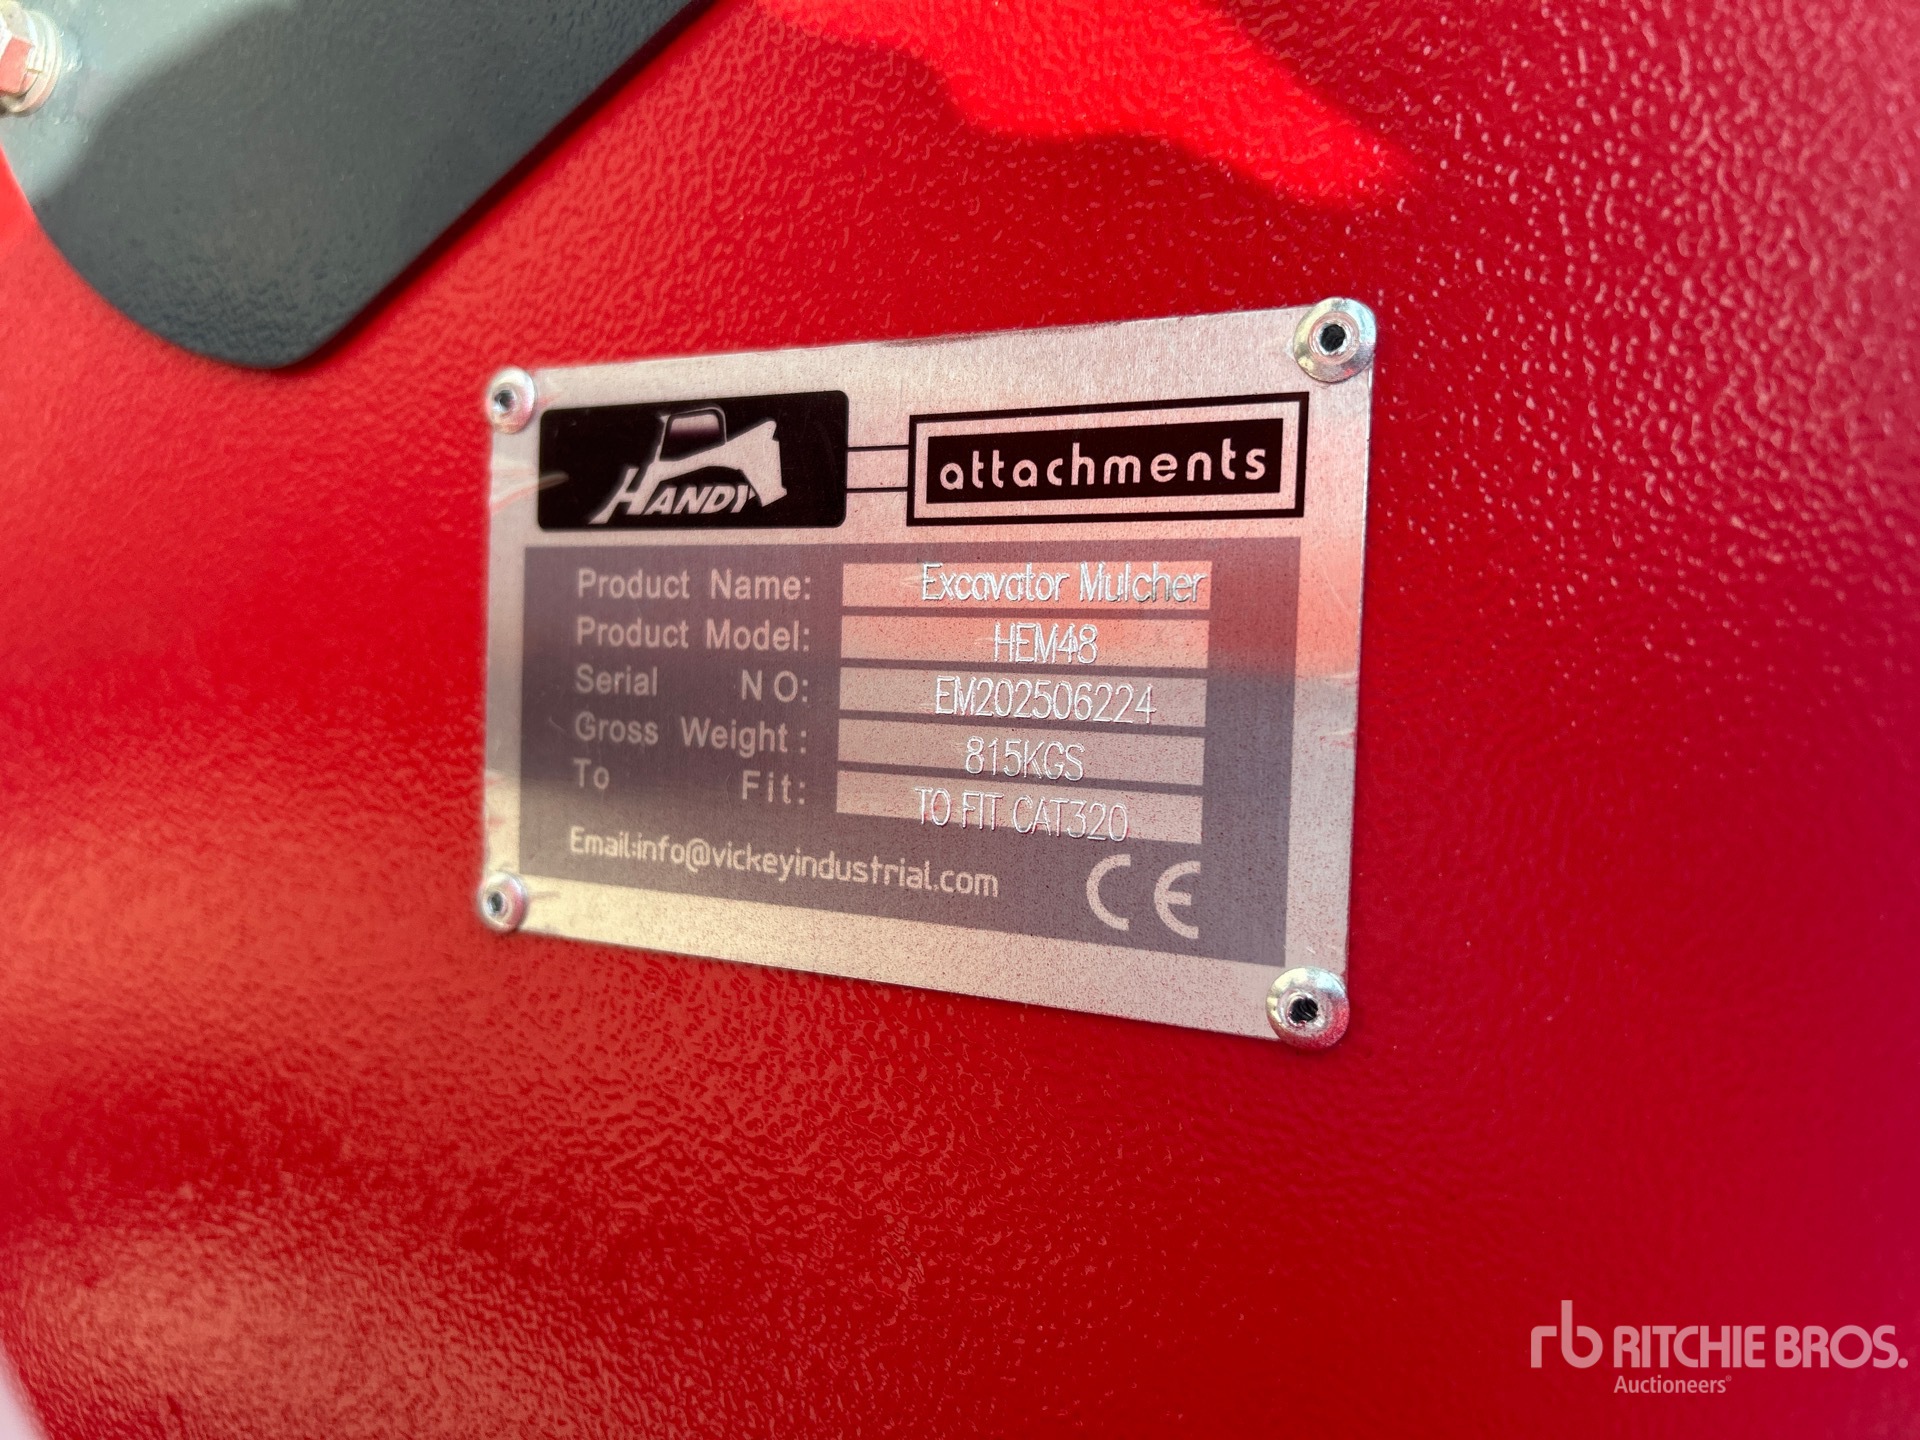 HANDY attachments
Product Name: Excavator Mulcher
Product Model: HEM48
Serial NO: EM202506224
Gross Weight: 815KGS
To Fit: TO FIT CAT320
Email:info@vickeyindustrial.com CE
rb RITCHIE BROS.
Auctioneers®